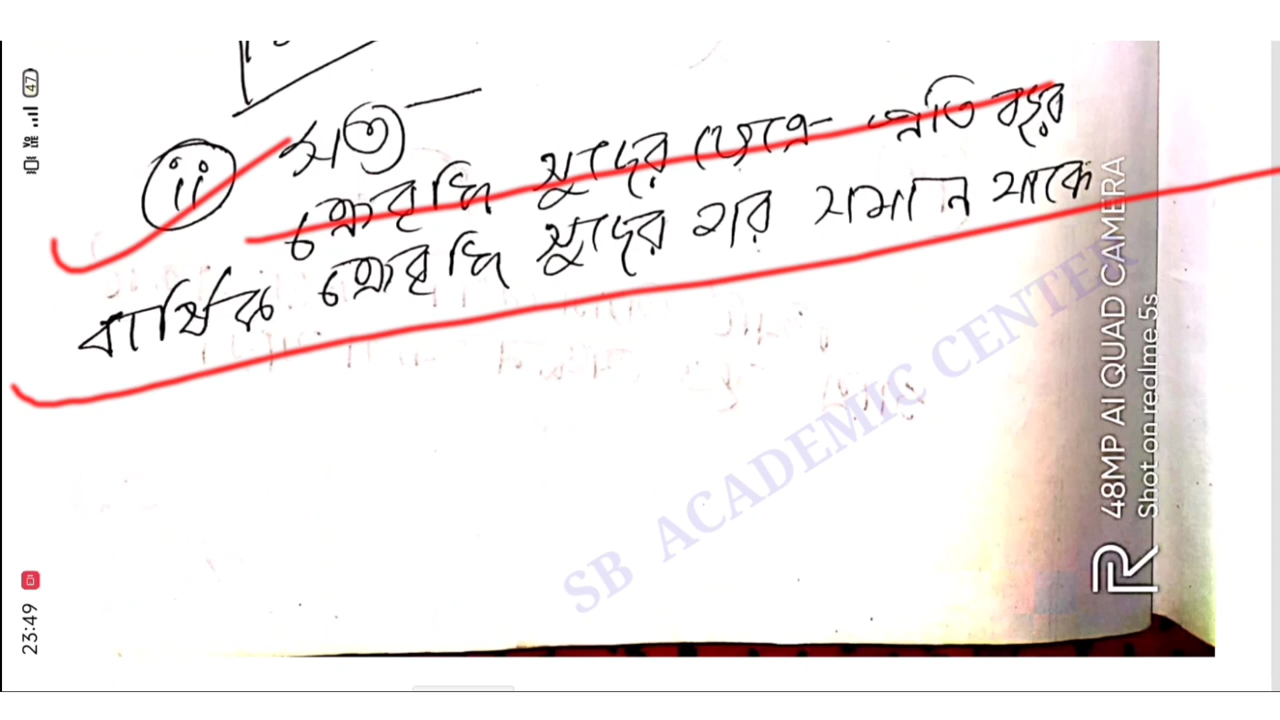 ii) সত্য —
চক্রবৃদ্ধি সুদের ক্ষেত্রে প্রতি বছর
বার্ষিক চক্রবৃদ্ধি সুদের হার সমান থাকে
SB ACADEMIC CENTER
48MP AI QUAD CAMERA
Shot on realme 5s
23:49
47